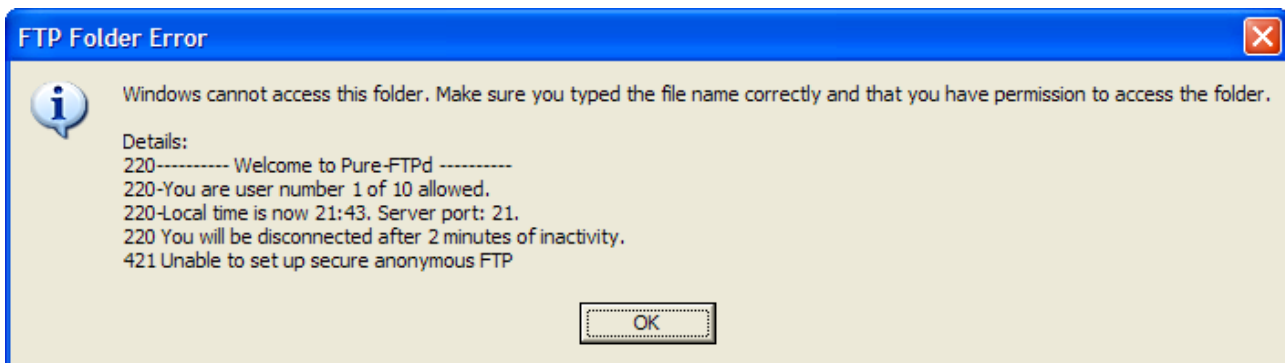 FTP Folder Error
Windows cannot access this folder. Make sure you typed the file name correctly and that you have permission to access the folder.
Details:
220---------- Welcome to Pure-FTPd ----------
220-You are user number 1 of 10 allowed.
220-Local time is now 21:43. Server port: 21.
220 You will be disconnected after 2 minutes of inactivity.
421 Unable to set up secure anonymous FTP
OK